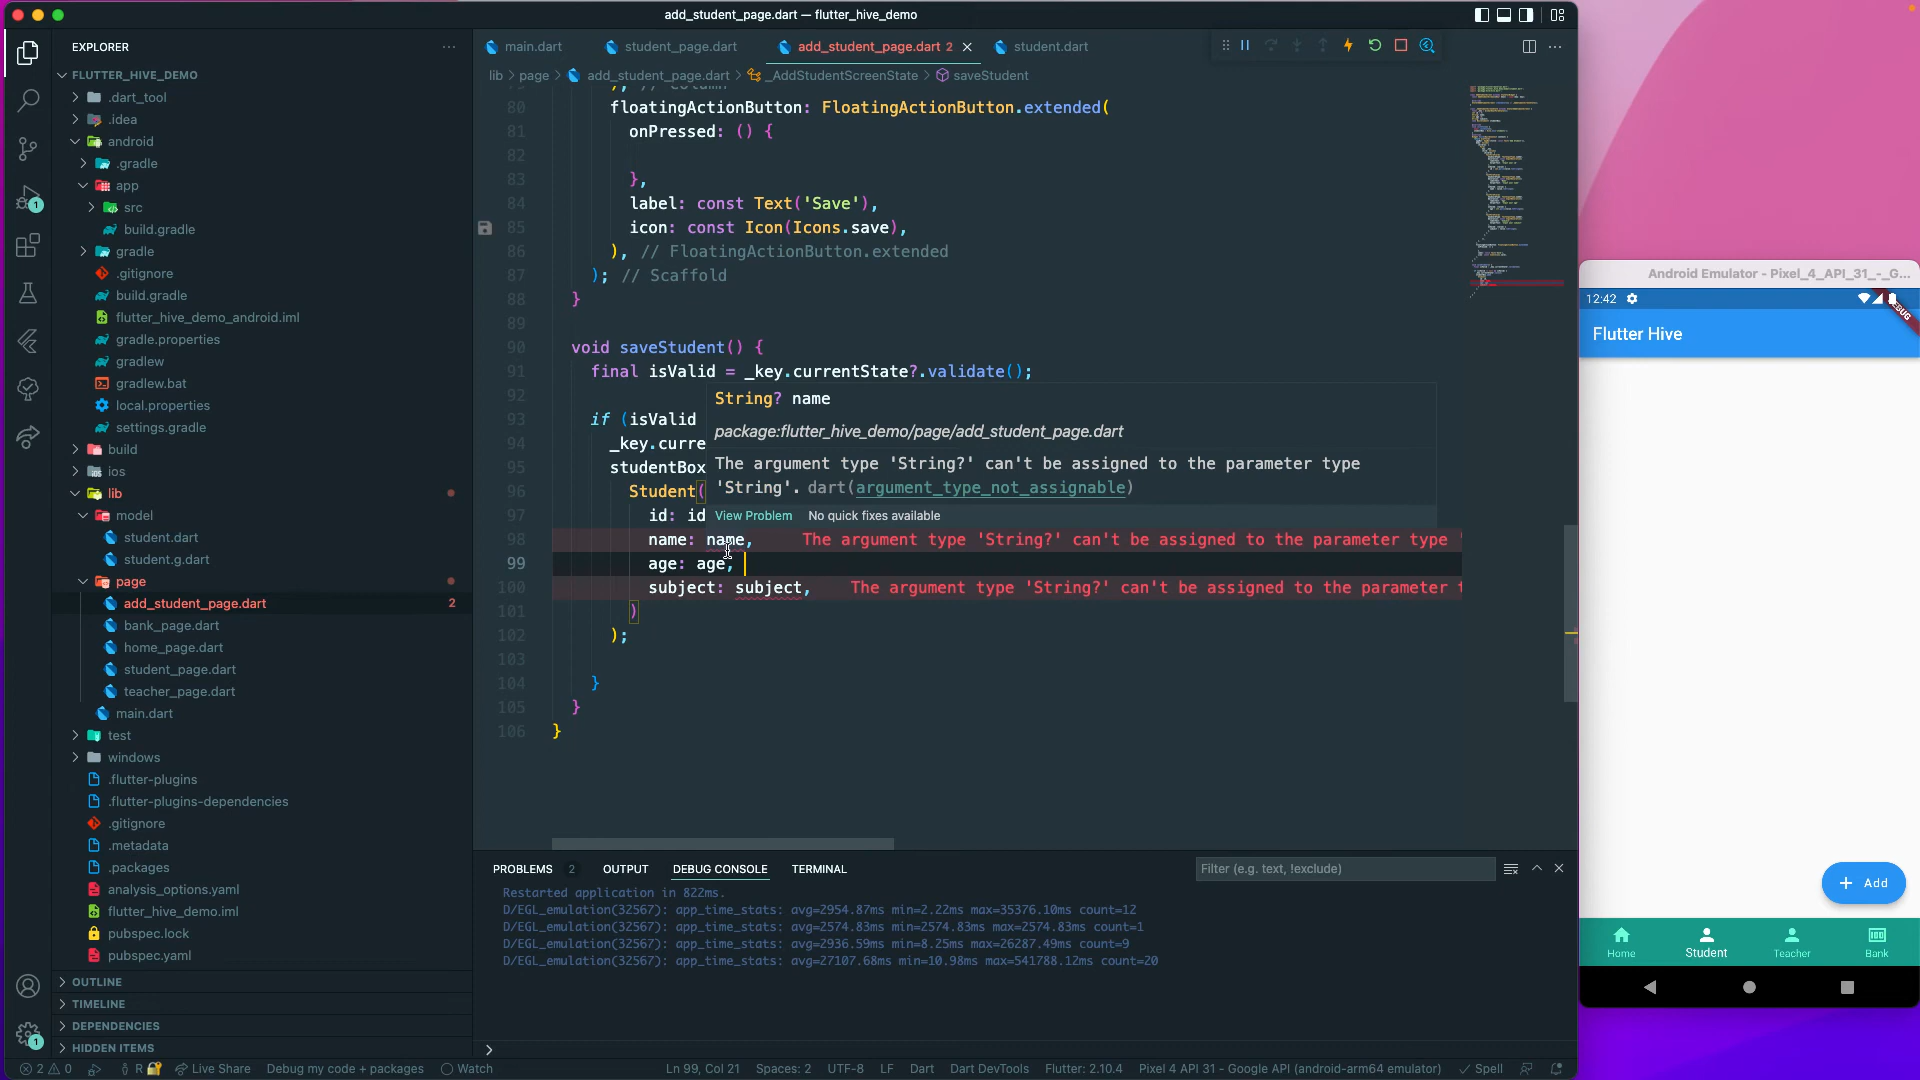 add_student_page.dart — flutter_hive_demo
EXPLORER
main.dart
student_page.dart
add_student_page.dart 2
student.dart
lib > page > add_student_page.dart > _AddStudentScreenState > saveStudent
FLUTTER_HIVE_DEMO
.dart_tool
.idea
android
.gradle
app
src
build.gradle
gradle
.gitignore
build.gradle
flutter_hive_demo_android.iml
gradle.properties
gradlew
gradlew.bat
local.properties
settings.gradle
build
ios
lib
model
student.dart
student.g.dart
page
add_student_page.dart 2
bank_page.dart
home_page.dart
student_page.dart
teacher_page.dart
main.dart
test
windows
.flutter-plugins
.flutter-plugins-dependencies
.gitignore
.metadata
.packages
analysis_options.yaml
flutter_hive_demo.iml
pubspec.lock
pubspec.yaml
OUTLINE
TIMELINE
DEPENDENCIES
HIDDEN ITEMS
1
1
), // Column
80 floatingActionButton: FloatingActionButton.extended(
81 onPressed: () {
82
83 },
84 label: const Text('Save'),
85 icon: const Icon(Icons.save),
86 ), // FloatingActionButton.extended
87 ); // Scaffold
88 }
89
90 void saveStudent() {
91 final isValid = _key.currentState?.validate();
92
93 if (isValid
94 _key.curre
95 studentBox
96 Student(
97 id: id
98 name: name, The argument type 'String?' can't be assigned to the parameter type '
99 age: age,
100 subject: subject, The argument type 'String?' can't be assigned to the parameter t
101 )
102 );
103
104 }
105 }
106 }
String? name
package:flutter_hive_demo/page/add_student_page.dart
The argument type 'String?' can't be assigned to the parameter type
'String'. dart(argument_type_not_assignable)
View Problem No quick fixes available
PROBLEMS 2 OUTPUT DEBUG CONSOLE TERMINAL
Filter (e.g. text, !exclude)
Restarted application in 822ms.
D/EGL_emulation(32567): app_time_stats: avg=2954.87ms min=2.22ms max=35376.10ms count=12
D/EGL_emulation(32567): app_time_stats: avg=2574.83ms min=2574.83ms max=2574.83ms count=1
D/EGL_emulation(32567): app_time_stats: avg=2936.59ms min=8.25ms max=26287.49ms count=9
D/EGL_emulation(32567): app_time_stats: avg=27107.68ms min=10.98ms max=541788.12ms count=20
>
2 0 R Live Share Debug my code + packages Watch Ln 99, Col 21 Spaces: 2 UTF-8 LF Dart Dart DevTools Flutter: 2.10.4 Pixel 4 API 31 - Google API (android-arm64 emulator) Spell
Android Emulator - Pixel_4_API_31_-_G...
12:42
DEBUG
Flutter Hive
+ Add
Home Student Teacher Bank